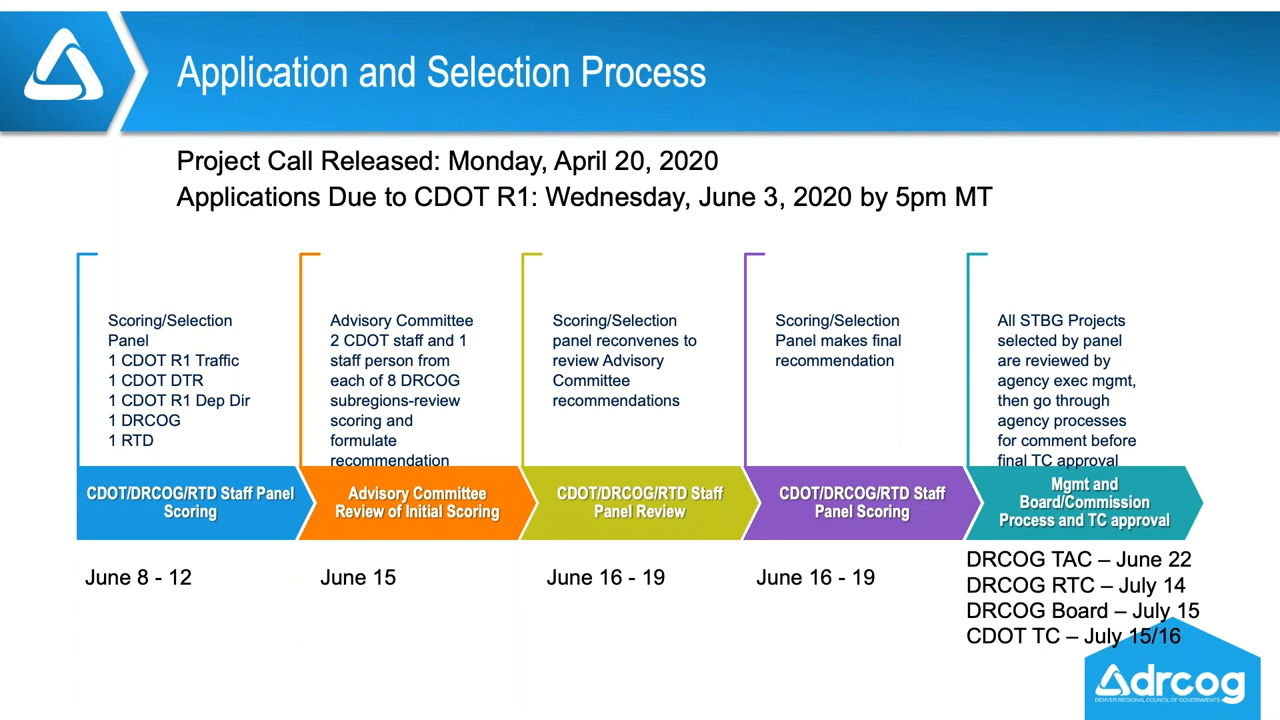 Application and Selection Process
Project Call Released: Monday, April 20, 2020
Applications Due to CDOT R1: Wednesday, June 3, 2020 by 5pm MT
Scoring/Selection
Panel
1 CDOT R1 Traffic
1 CDOT DTR
1 CDOT R1 Dep Dir
1 DRCOG
1 RTD
CDOT/DRCOG/RTD Staff Panel
Scoring
June 8 - 12
Advisory Committee
2 CDOT staff and 1
staff person from
each of 8 DRCOG
subregions-review
scoring and
formulate
recommendation
Advisory Committee
Review of Initial Scoring
June 15
Scoring/Selection
panel reconvenes to
review Advisory
Committee
recommendations
CDOT/DRCOG/RTD Staff
Panel Review
June 16 - 19
Scoring/Selection
Panel makes final
recommendation
CDOT/DRCOG/RTD Staff
Panel Scoring
June 16 - 19
All STBG Projects
selected by panel
are reviewed by
agency exec mgmt,
then go through
agency processes
for comment before
final TC approval
Mgmt and
Board/Commission
Process and TC approval
DRCOG TAC – June 22
DRCOG RTC – July 14
DRCOG Board – July 15
CDOT TC – July 15/16
drcog
DENVER REGIONAL COUNCIL OF GOVERNMENTS